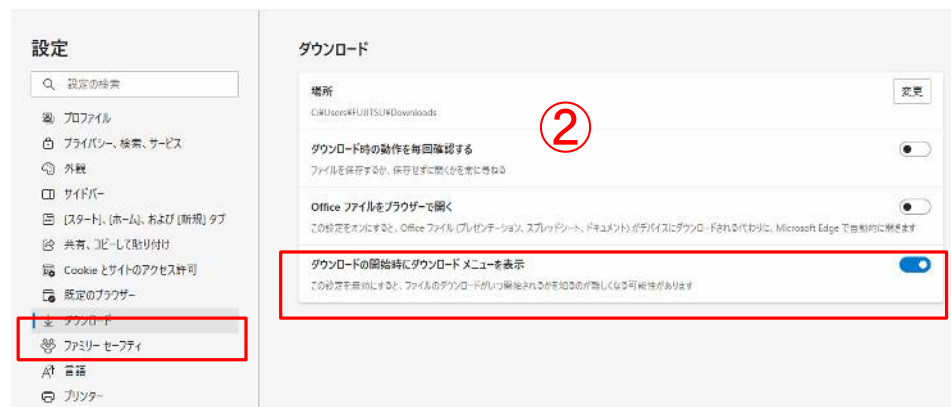 設定
設定の検索
プロファイル
プライバシー、検索、サービス
外観
サイドバー
[スタート]、[ホーム]、および [新規] タブ
共有、コピーして貼り付け
Cookie とサイトのアクセス許可
既定のブラウザー
ダウンロード
ファミリー セーフティ
言語
プリンター
ダウンロード
場所
C:¥Users¥FUJITSU¥Downloads
変更
②
ダウンロード時の動作を毎回確認する
ファイルを保存するか、保存せずに開くかを常に尋ねる
Office ファイルをブラウザーで開く
この設定をオンにすると、Office ファイル (プレゼンテーション、スプレッドシート、ドキュメント) がデバイスにダウンロードされる代わりに、Microsoft Edge で自動的に開きます
ダウンロードの開始時にダウンロード メニューを表示
この設定を無効にすると、ファイルのダウンロードがいつ開始されるかを知るのが難しくなる可能性があります